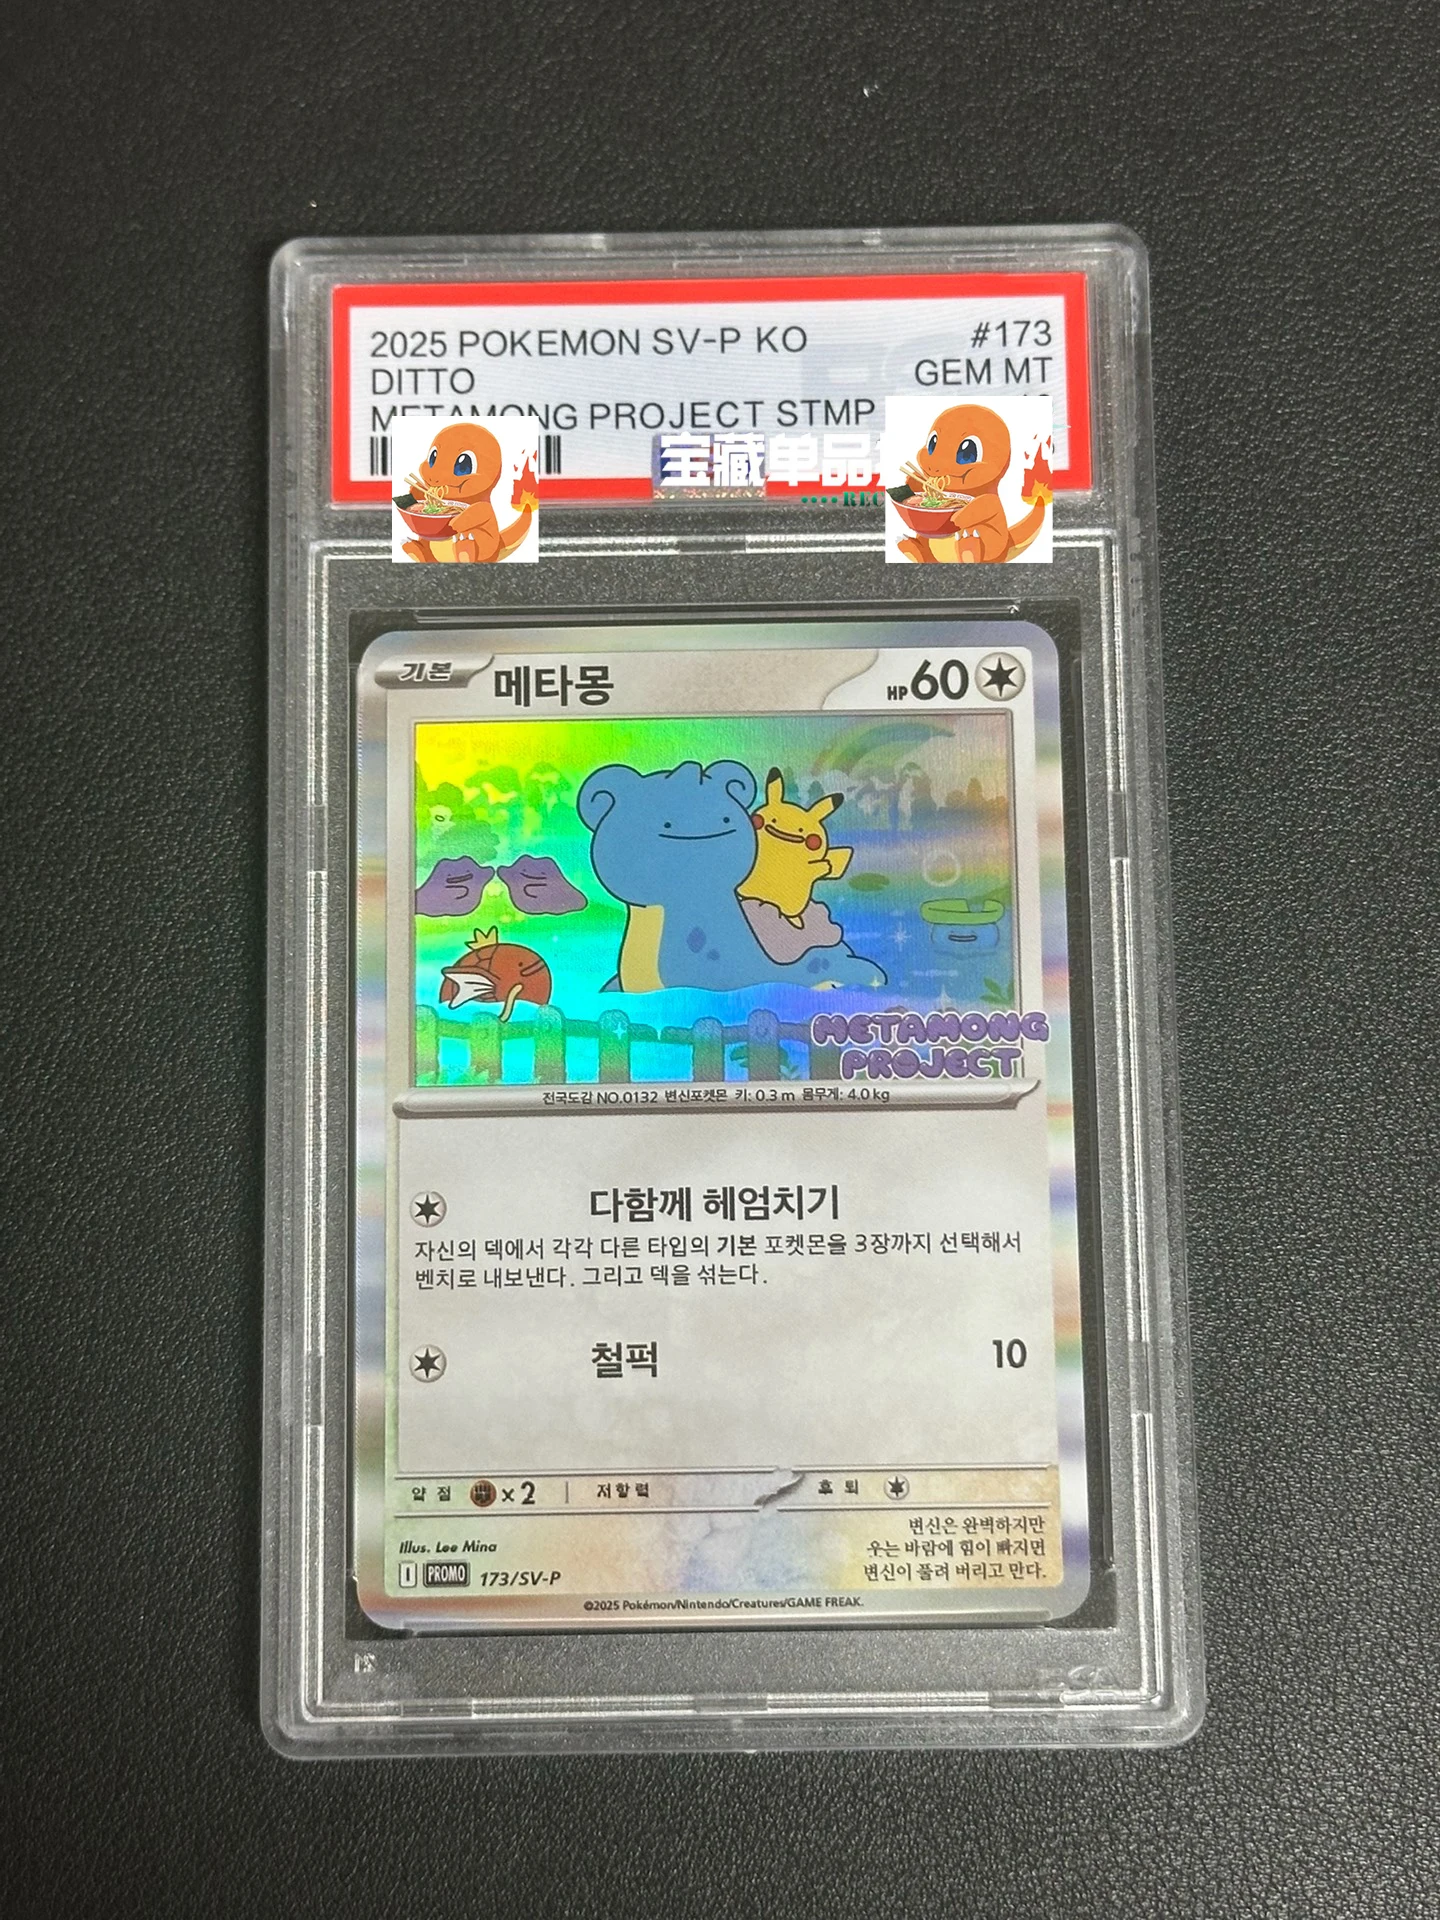 2025 POKEMON SV-P KO #173
DITTO GEM MT
METAMONG PROJECT STMP
宝藏单品
기본 메타몽 HP 60
METAMONG
PROJECT
전국도감 NO.0132 변신포켓몬 키: 0.3 m 몸무게: 4.0 kg
다함께 헤엄치기
자신의 덱에서 각각 다른 타입의 기본 포켓몬을 3장까지 선택해서
벤치로 내보낸다. 그리고 덱을 섞는다.
철퍽 10
약점 ×2 저항력 후퇴
변신은 완벽하지만
Illus. Lee Mina 웃는 바람에 힘이 빠지면
I PROMO 173/SV-P 변신이 풀려 버리고 만다.
©2025 Pokémon/Nintendo/Creatures/GAME FREAK.